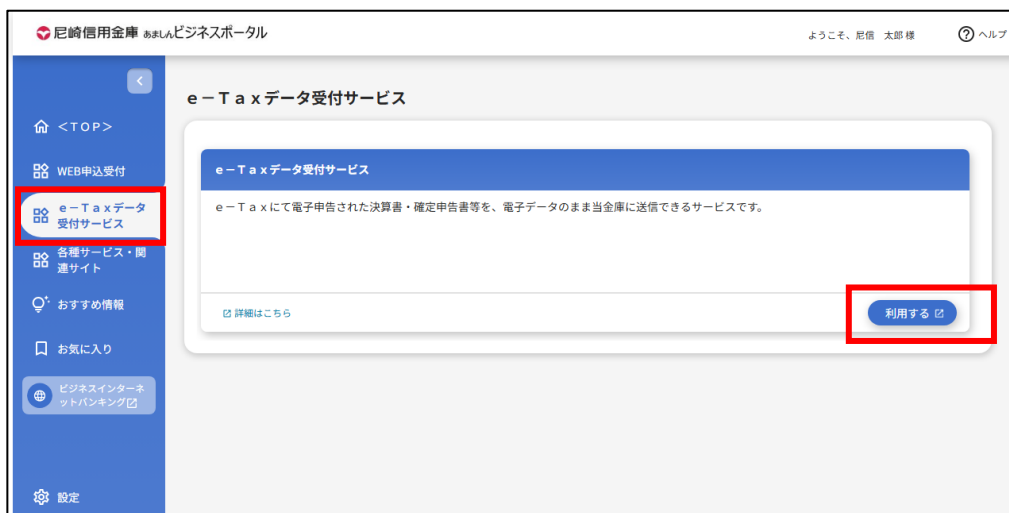 尼崎信用金庫 あましんビジネスポータル
ようこそ、尼信 太郎 様
ヘルプ
e－Ｔａｘデータ受付サービス
＜TOP＞
WEB申込受付
e－Ｔａｘデータ
受付サービス
各種サービス・関
連サイト
おすすめ情報
お気に入り
ビジネスインターネ
ットバンキング
設定
e－Ｔａｘデータ受付サービス
e－Ｔａｘにて電子申告された決算書・確定申告書等を、電子データのまま当金庫に送信できるサービスです。
詳細はこちら
利用する